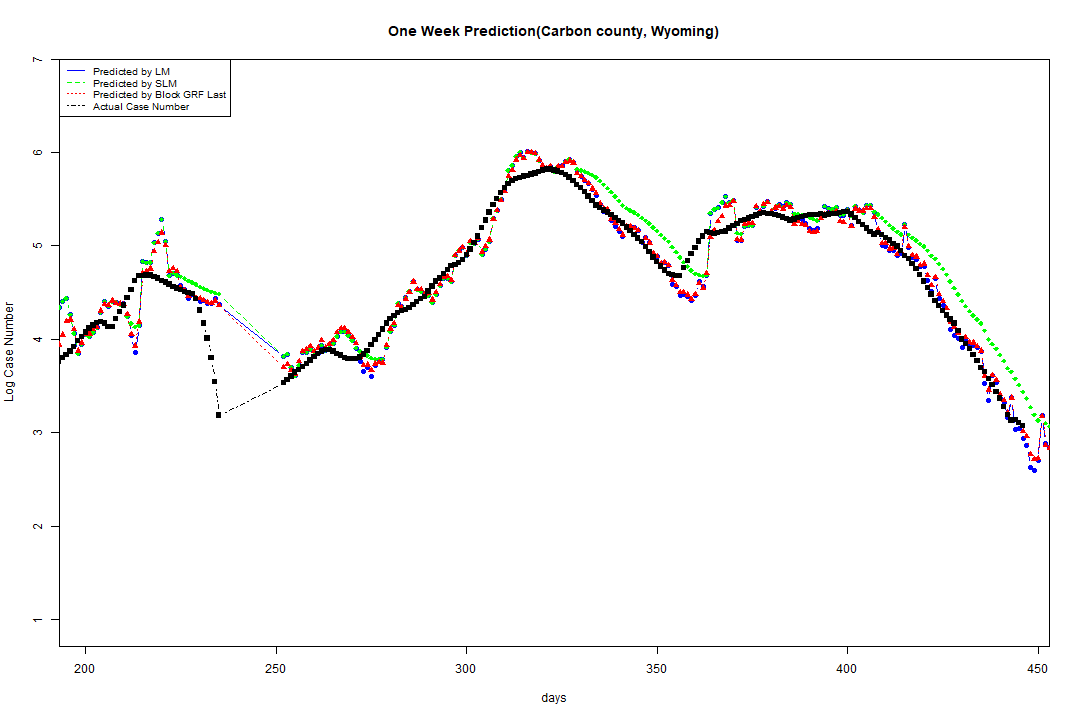 One Week Prediction(Carbon county, Wyoming)
Predicted by LM
Predicted by SLM
Predicted by Block GRF Last
Actual Case Number
7
6
5
4
3
2
1
Log Case Number
200 250 300 350 400 450
days